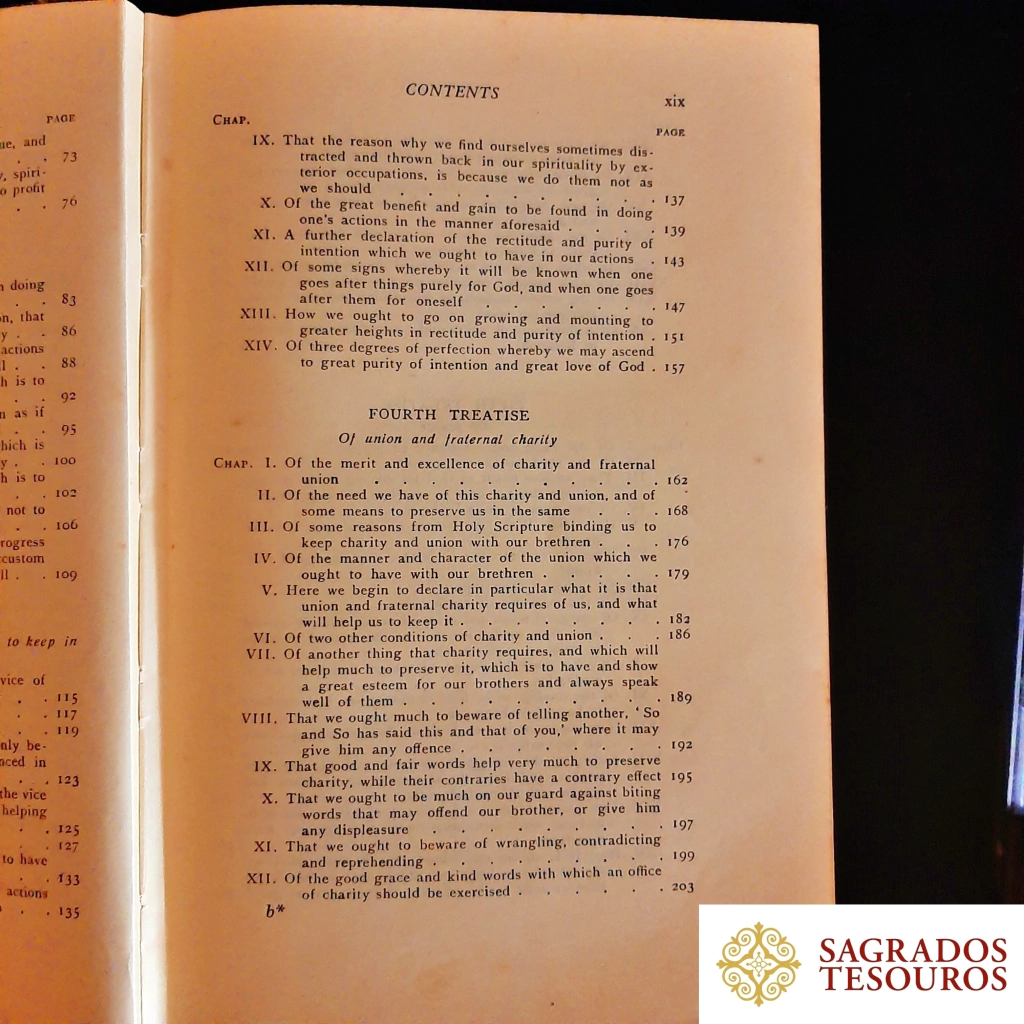 PAGE
ue, and
. . 73
y, spiri-
o profit
. . 76
n doing
. . 83
on, that
y . . 86
actions
l . . 88
h is to
. . 92
n as if
. . 95
which is
y . . 100
h is to
. . 102
not to
. . 106
rogress
custom
ll . . 109
to keep in
vice of
. . 115
. . 117
. . 119
nly be-
nced in
. . 123
the vice
helping
. . 125
. . 127
to have
. . 133
actions
. . 135
CONTENTS
xix
CHAP.
PAGE
IX. That the reason why we find ourselves sometimes dis-
tracted and thrown back in our spirituality by ex-
terior occupations, is because we do them not as
we should . . . . . . . . 137
X. Of the great benefit and gain to be found in doing
one's actions in the manner aforesaid . . . . 139
XI. A further declaration of the rectitude and purity of
intention which we ought to have in our actions . 143
XII. Of some signs whereby it will be known when one
goes after things purely for God, and when one goes
after them for oneself . . . . . . . 147
XIII. How we ought to go on growing and mounting to
greater heights in rectitude and purity of intention . 151
XIV. Of three degrees of perfection whereby we may ascend
to great purity of intention and great love of God . 157
FOURTH TREATISE
Of union and fraternal charity
CHAP. I. Of the merit and excellence of charity and fraternal
union . . . . . . . . . . 162
II. Of the need we have of this charity and union, and of
some means to preserve us in the same . . . 168
III. Of some reasons from Holy Scripture binding us to
keep charity and union with our brethren . . . 176
IV. Of the manner and character of the union which we
ought to have with our brethren . . . . . 179
V. Here we begin to declare in particular what it is that
union and fraternal charity requires of us, and what
will help us to keep it . . . . . . . 182
VI. Of two other conditions of charity and union . . . 186
VII. Of another thing that charity requires, and which will
help much to preserve it, which is to have and show
a great esteem for our brothers and always speak
well of them . . . . . . . . . 189
VIII. That we ought much to beware of telling another, 'So
and So has said this and that of you,' where it may
give him any offence . . . . . . . 192
IX. That good and fair words help very much to preserve
charity, while their contraries have a contrary effect 195
X. That we ought to be much on our guard against biting
words that may offend our brother, or give him
any displeasure . . . . . . . . 197
XI. That we ought to beware of wrangling, contradicting
and reprehending . . . . . . . . 199
XII. Of the good grace and kind words with which an office
of charity should be exercised . . . . . . 203
b*
SAGRADOS
TESOUROS